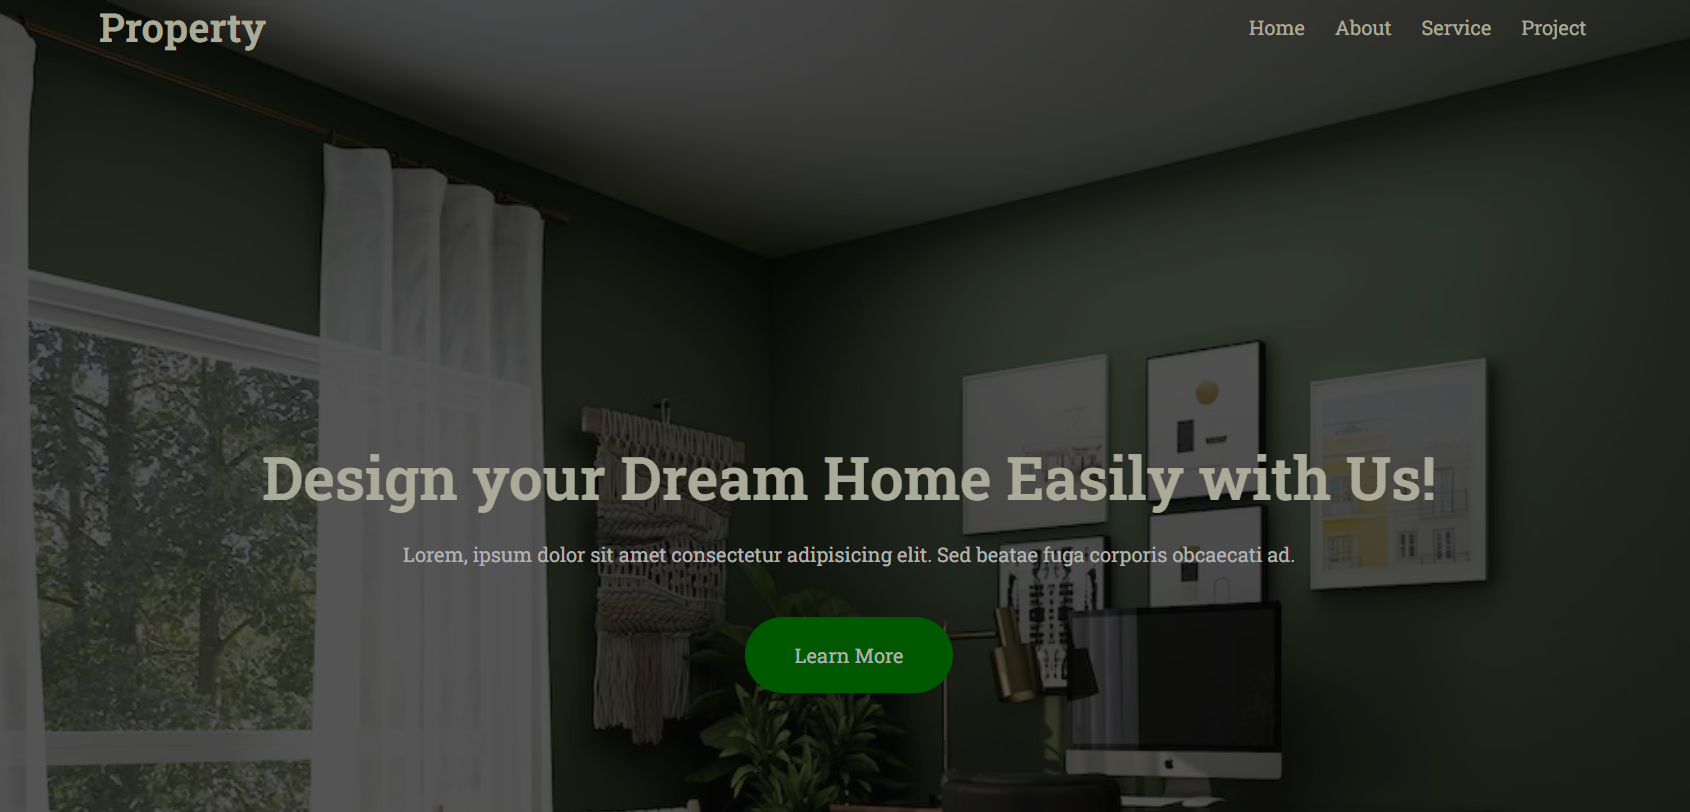 Property
Home About Service Project
Design your Dream Home Easily with Us!
Lorem, ipsum dolor sit amet consectetur adipisicing elit. Sed beatae fuga corporis obcaecati ad.
Learn More